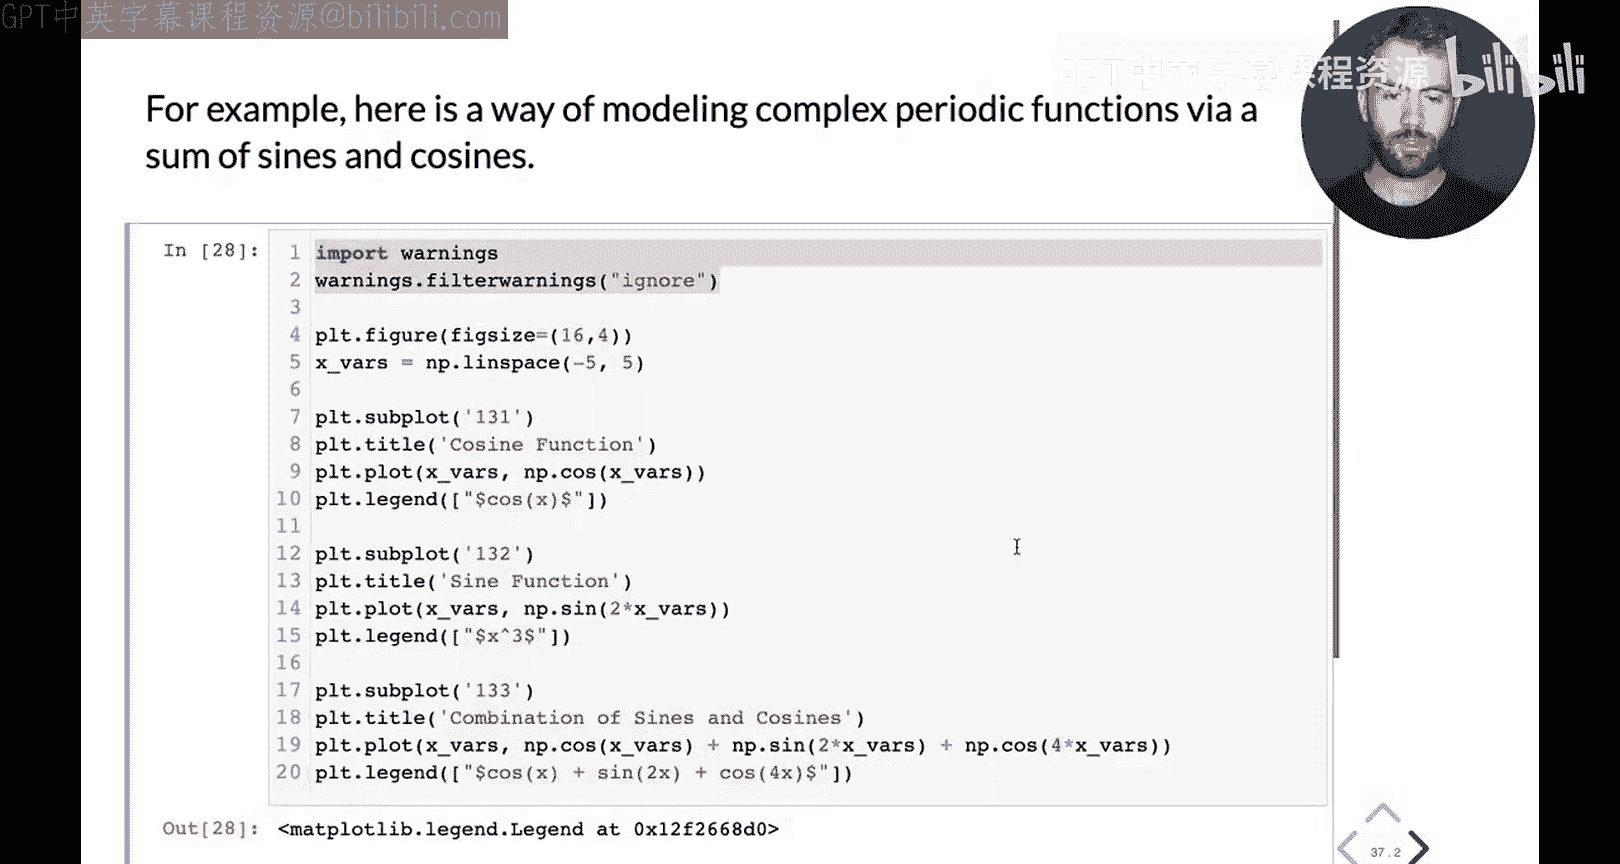 GPT中英字幕课程资源@bilibili.com
课程资源 bilibili
For example, here is a way of modeling complex periodic functions via a
sum of sines and cosines.
In [28]:
1 import warnings
2 warnings.filterwarnings("ignore")
3
4 plt.figure(figsize=(16,4))
5 x_vars = np.linspace(-5, 5)
6
7 plt.subplot('131')
8 plt.title('Cosine Function')
9 plt.plot(x_vars, np.cos(x_vars))
10 plt.legend(["$cos(x)$"])
11
12 plt.subplot('132')
13 plt.title('Sine Function')
14 plt.plot(x_vars, np.sin(2*x_vars))
15 plt.legend(["$x^3$"])
16
17 plt.subplot('133')
18 plt.title('Combination of Sines and Cosines')
19 plt.plot(x_vars, np.cos(x_vars) + np.sin(2*x_vars) + np.cos(4*x_vars))
20 plt.legend(["$cos(x) + sin(2x) + cos(4x)$"])
Out[28]: <matplotlib.legend.Legend at 0x12f2668d0>
37.2